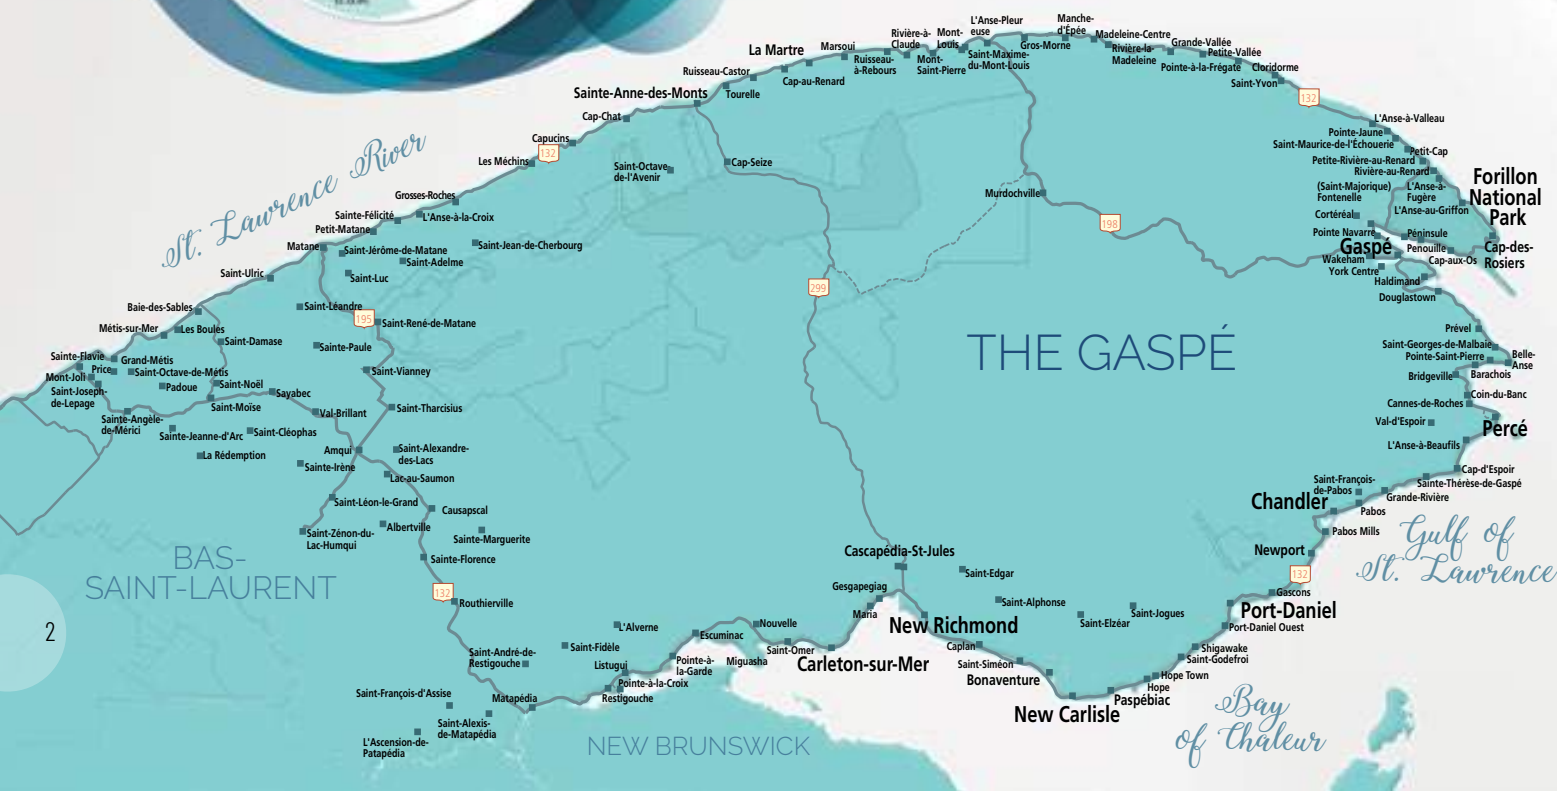 L'Anse-Pleur
euse
Manche-
d'Épée
Rivière-à-
Claude
Mont-
Louis
Madeleine-Centre
La Martre
Marsoui
Gros-Morne
Rivière-la-
Madeleine
Grande-Vallée
Petite-Vallée
Ruisseau-
à-Rebours
Mont-
Saint-Pierre
Saint-Maxime-
du-Mont-Louis
Pointe-à-la-Frégate
Cloridorme
Ruisseau-Castor
Cap-au-Renard
Saint-Yvon
Sainte-Anne-des-Monts
Tourelle
132
Cap-Chat
L'Anse-à-Valleau
Capucins
Pointe-Jaune
Saint-Maurice-de-l'Échouerie
132
Petit-Cap
Les Méchins
Cap-Seize
Petite-Rivière-au-Renard
Saint-Octave-
de-l'Avenir
Rivière-au-Renard
Forillon
National
Park
St. Lawrence River
Grosses-Roches
Murdochville
(Saint-Majorique)
Fontenelle
L'Anse-à-
Fugère
L'Anse-au-Griffon
Sainte-Félicité
L'Anse-à-la-Croix
Cortéréal
Petit-Matane
198
Pointe Navarre
Péninsule
Matane
Saint-Jérôme-de-Matane
Saint-Jean-de-Cherbourg
Gaspé
Penouille
Cap-des-
Rosiers
Saint-Adelme
Wakeham
Cap-aux-Os
Saint-Ulric
Saint-Luc
York Centre
Haldimand
299
Douglastown
Baie-des-Sables
Saint-Léandre
195
Saint-René-de-Matane
Métis-sur-Mer
Les Boules
Prével
Saint-Damase
Sainte-Paule
THE GASPÉ
Saint-Georges-de-Malbaie
Sainte-Flavie
Grand-Métis
Pointe-Saint-Pierre
Belle-
Anse
Price
Saint-Octave-de-Métis
Saint-Vianney
Barachois
Mont-Joli
Padoue
Saint-Noël
Bridgeville
Saint-Joseph-
de-Lepage
Sayabec
Coin-du-Banc
Saint-Moïse
Val-Brillant
Saint-Tharcisius
Cannes-de-Roches
Sainte-Angèle-
de-Mérici
Val-d'Espoir
Percé
Sainte-Jeanne-d'Arc
Saint-Cléophas
L'Anse-à-Beaufils
La Rédemption
Amqui
Saint-Alexandre-
des-Lacs
Sainte-Irène
Lac-au-Saumon
Cap-d'Espoir
Saint-François-
de-Pabos
Sainte-Thérèse-de-Gaspé
Saint-Léon-le-Grand
Causapscal
Chandler
Grande-Rivière
Pabos
Saint-Zénon-du-
Lac-Humqui
Albertville
Sainte-Marguerite
Pabos Mills
Gulf of
St. Lawrence
BAS-
SAINT-LAURENT
Sainte-Florence
Cascapédia-St-Jules
Newport
Saint-Edgar
132
132
Gesgapegiag
Gascons
Routhierville
Maria
Saint-Alphonse
Saint-Jogues
Port-Daniel
2
L'Alverne
Nouvelle
New Richmond
Saint-Elzéar
Port-Daniel Ouest
Escuminac
Saint-Fidèle
Saint-Omer
Caplan
Shigawake
Saint-André-de-
Restigouche
Listugui
Pointe-à-
la-Garde
Miguasha
Carleton-sur-Mer
Saint-Siméon
Saint-Godefroi
Bonaventure
Hope Town
Pointe-à-la-Croix
Hope
Saint-François-d'Assise
Matapédia
Restigouche
Paspébiac
New Carlisle
Saint-Alexis-
de-Matapédia
L'Ascension-de-
Patapédia
NEW BRUNSWICK
Bay
of Chaleur